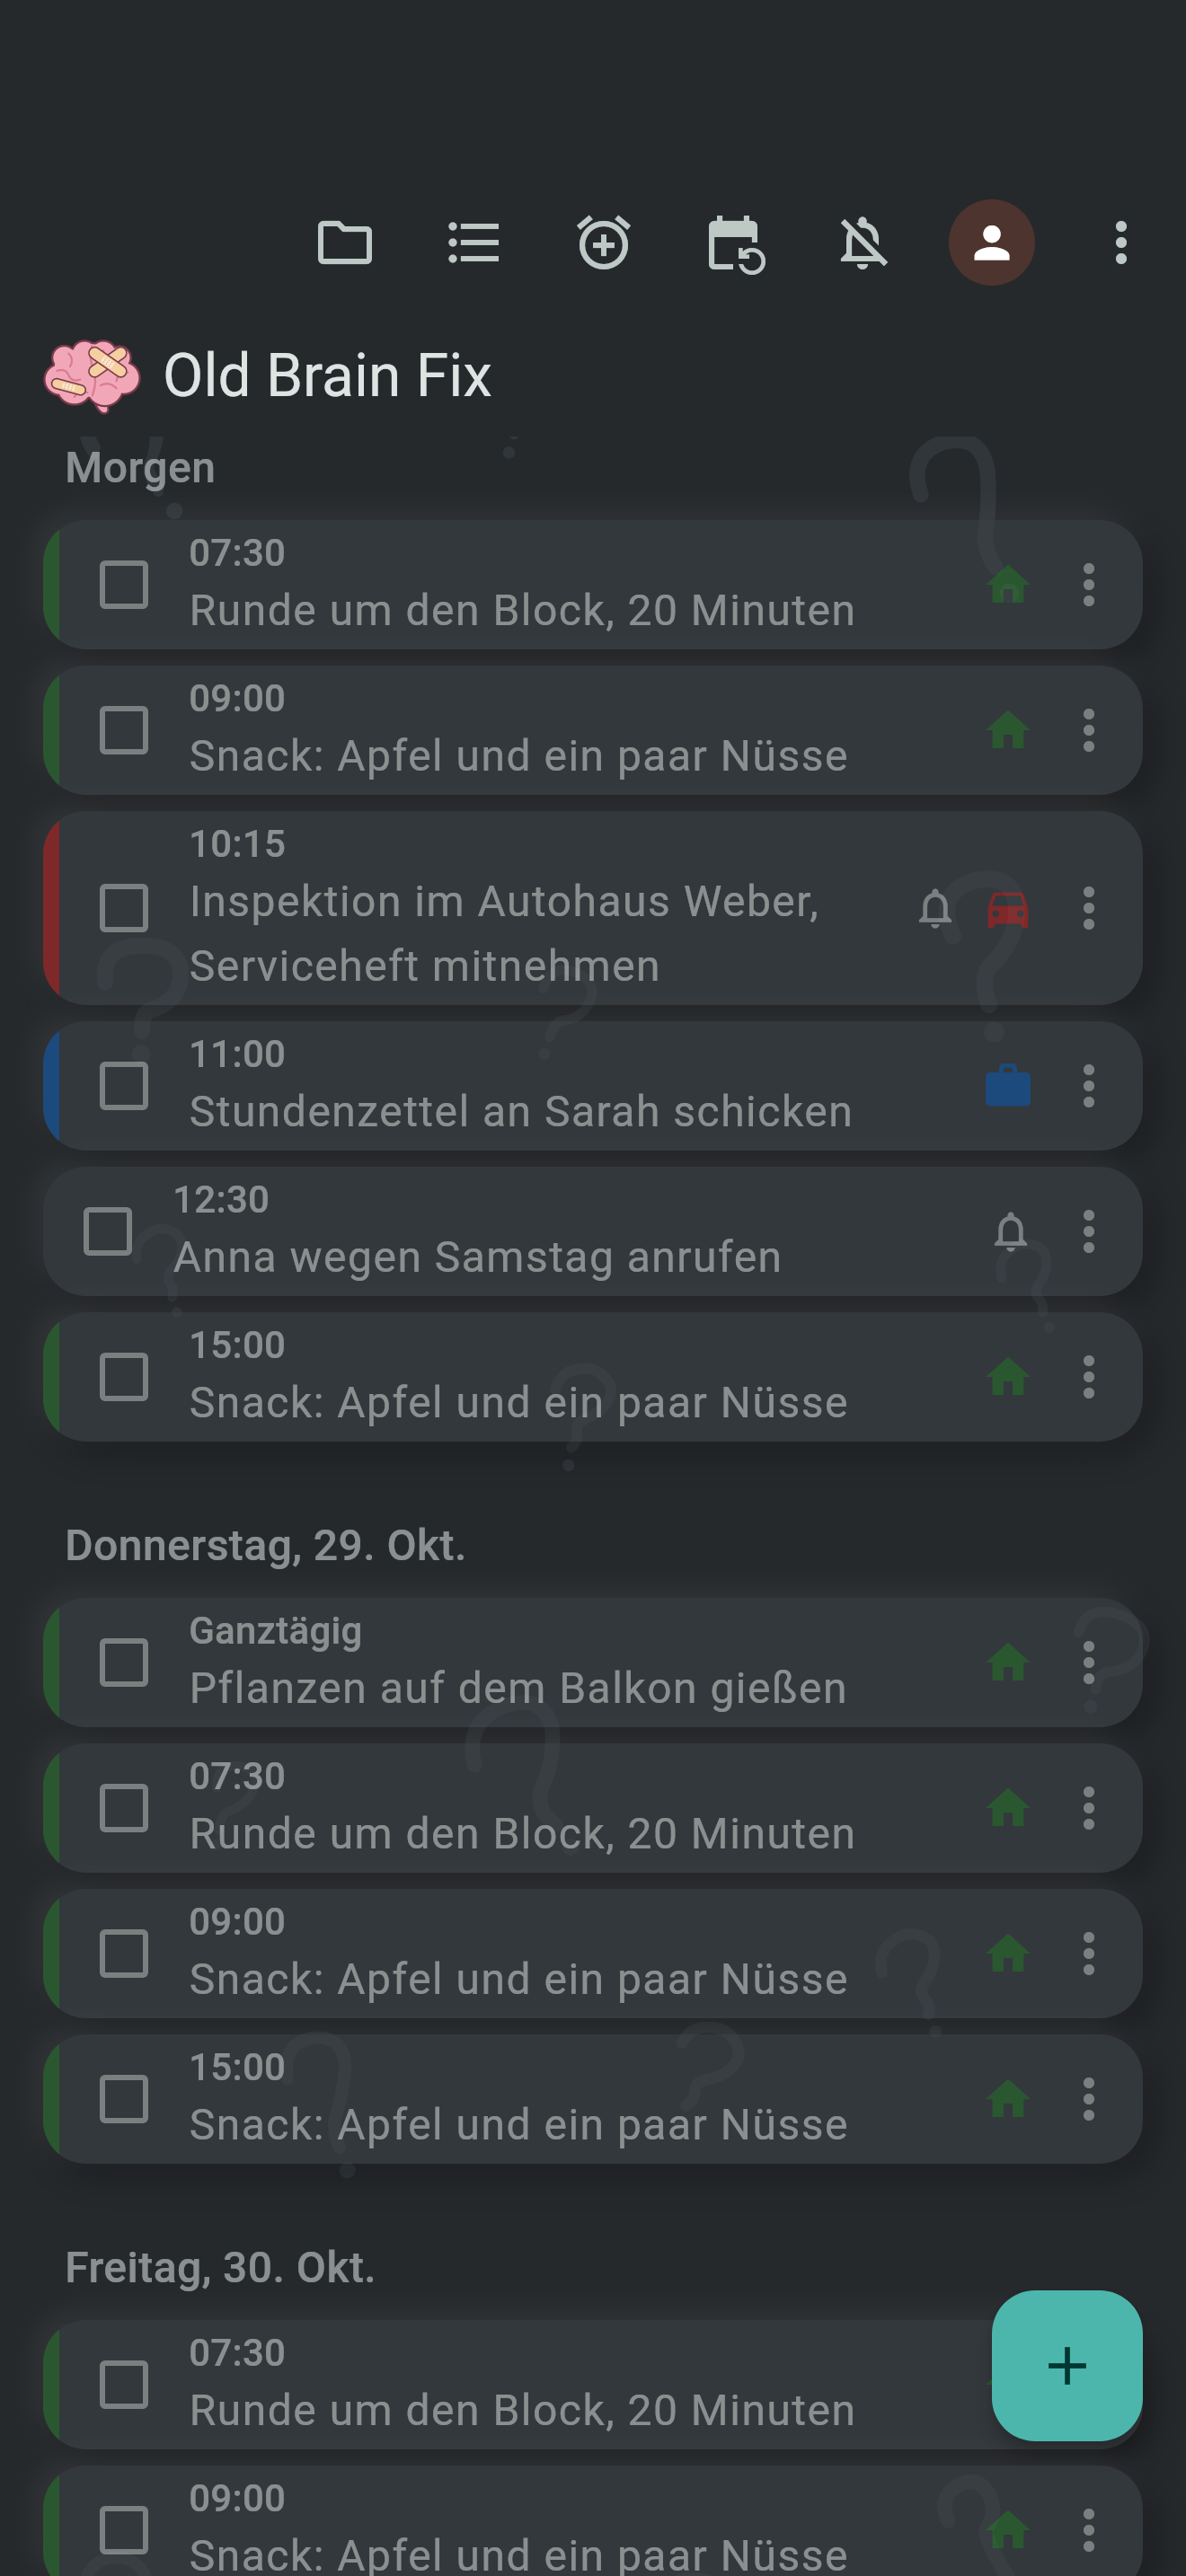 Old Brain Fix
Morgen
07:30
Runde um den Block, 20 Minuten
09:00
Snack: Apfel und ein paar Nüsse
10:15
Inspektion im Autohaus Weber,
Serviceheft mitnehmen
11:00
Stundenzettel an Sarah schicken
12:30
Anna wegen Samstag anrufen
15:00
Snack: Apfel und ein paar Nüsse
Donnerstag, 29. Okt.
Ganztägig
Pflanzen auf dem Balkon gießen
07:30
Runde um den Block, 20 Minuten
09:00
Snack: Apfel und ein paar Nüsse
15:00
Snack: Apfel und ein paar Nüsse
Freitag, 30. Okt.
07:30
Runde um den Block, 20 Minuten
09:00
Snack: Apfel und ein paar Nüsse